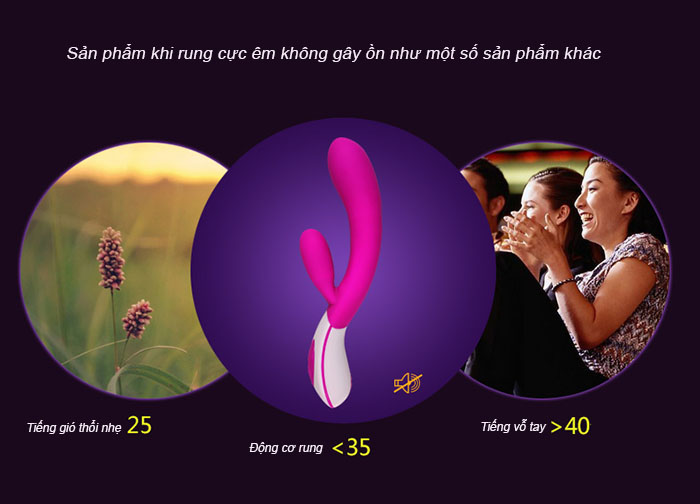 Sản phẩm khi rung cực êm không gây ồn như một số sản phẩm khác
Tiếng gió thổi nhẹ 25
Động cơ rung <35
Tiếng vỗ tay >40